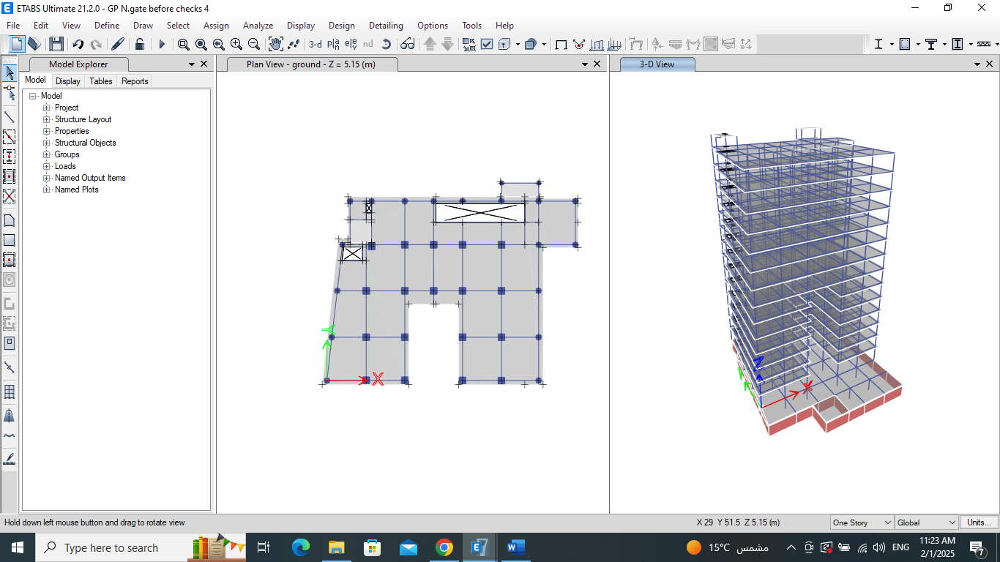 ETABS Ultimate 21.2.0 - GP N.gate before checks 4
File Edit View Define Draw Select Assign Analyze Display Design Detailing Options Tools Help
3-d
nd
Model Explorer
Model Display Tables Reports
Model
Project
Structure Layout
Properties
Structural Objects
Groups
Loads
Named Output Items
Named Plots
Plan View - ground - Z = 5.15 (m)
Y
X
3-D View
Z
Y
X
Hold down left mouse button and drag to rotate view
X 29 Y 51.5 Z 5.15 (m)
One Story
Global
Units...
Type here to search
15°C مشمس
ENG
11:23 AM
2/1/2025
7